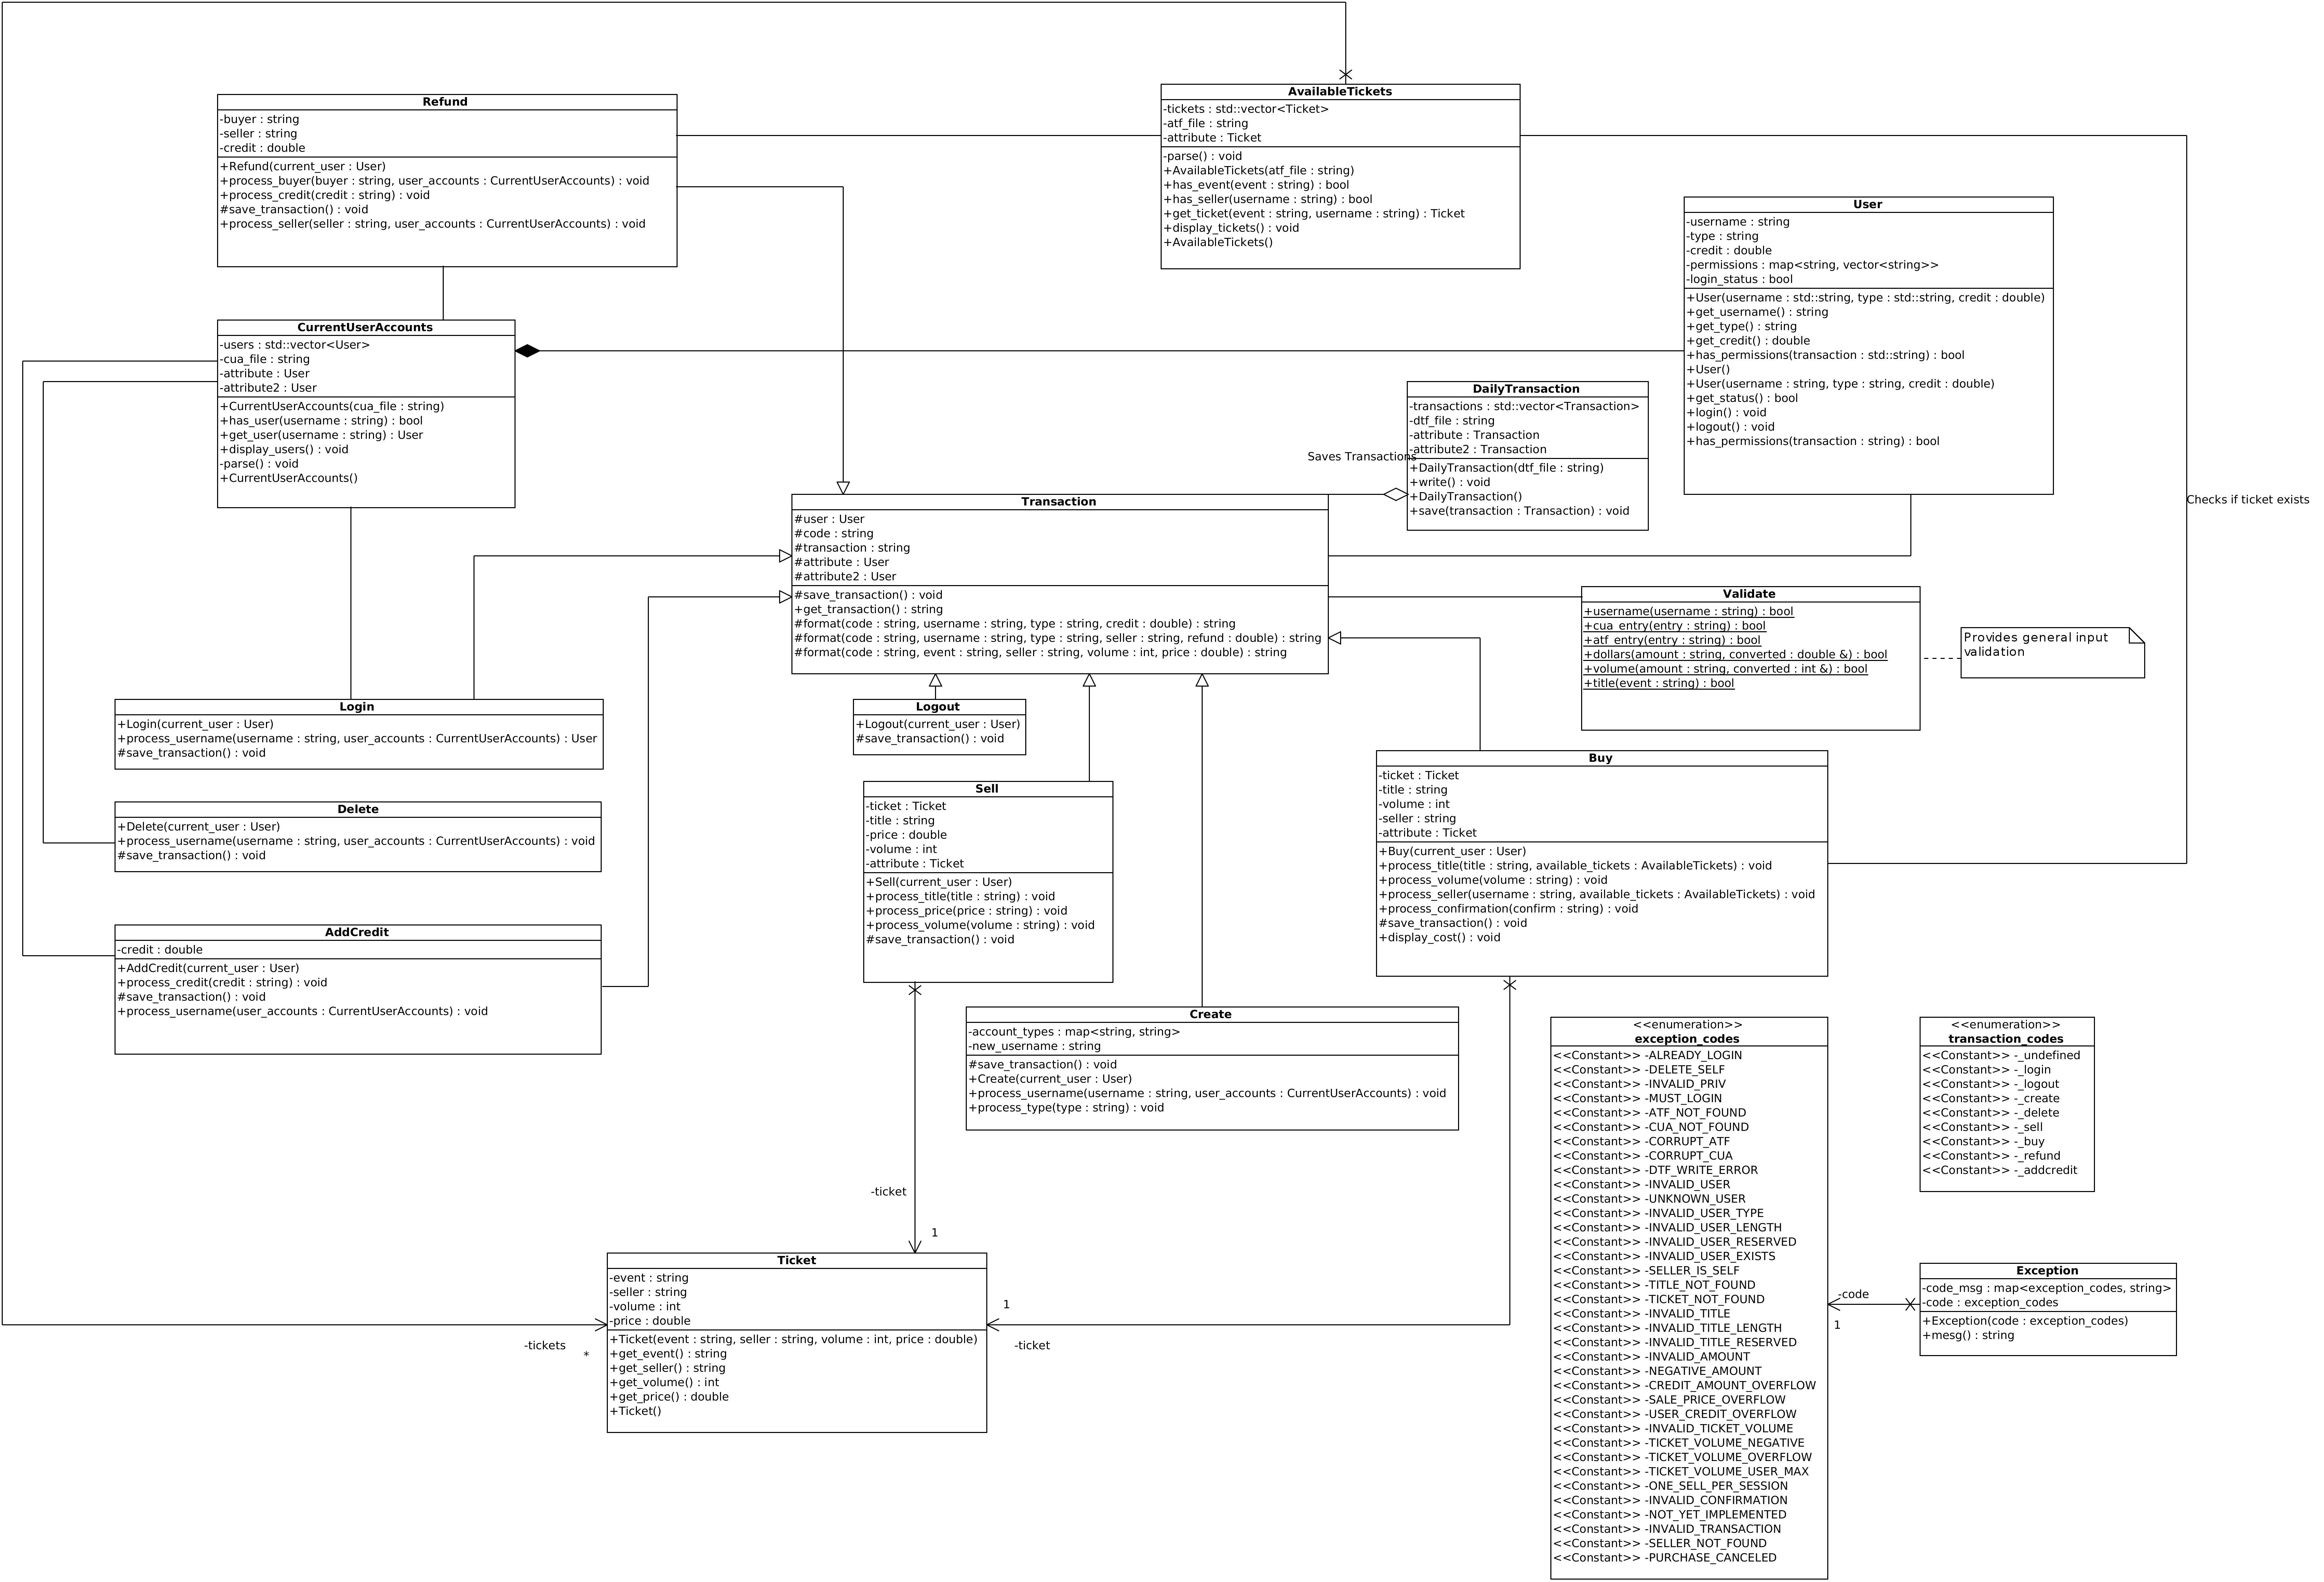 Refund
-buyer : string
-seller : string
-credit : double
+Refund(current_user : User)
+process_buyer(buyer : string, user_accounts : CurrentUserAccounts) : void
+process_credit(credit : string) : void
#save_transaction() : void
+process_seller(seller : string, user_accounts : CurrentUserAccounts) : void
AvailableTickets
-tickets : std::vector<Ticket>
-atf_file : string
-attribute : Ticket
-parse() : void
+AvailableTickets(atf_file : string)
+has_event(event : string) : bool
+has_seller(username : string) : bool
+get_ticket(event : string, username : string) : Ticket
+display_tickets() : void
+AvailableTickets()
User
-username : string
-type : string
-credit : double
-permissions : map<string, vector<string>>
-login_status : bool
+User(username : std::string, type : std::string, credit : double)
+get_username() : string
+get_type() : string
+get_credit() : double
+has_permissions(transaction : std::string) : bool
+User()
+User(username : string, type : string, credit : double)
+get_status() : bool
+login() : void
+logout() : void
+has_permissions(transaction : string) : bool
CurrentUserAccounts
-users : std::vector<User>
-cua_file : string
-attribute : User
-attribute2 : User
+CurrentUserAccounts(cua_file : string)
+has_user(username : string) : bool
+get_user(username : string) : User
+display_users() : void
-parse() : void
+CurrentUserAccounts()
DailyTransaction
-transactions : std::vector<Transaction>
-dtf_file : string
-attribute : Transaction
-attribute2 : Transaction
+DailyTransaction(dtf_file : string)
+write() : void
+DailyTransaction()
+save(transaction : Transaction) : void
Saves Transactions
Checks if ticket exists
Transaction
#user : User
#code : string
#transaction : string
#attribute : User
#attribute2 : User
#save_transaction() : void
+get_transaction() : string
#format(code : string, username : string, type : string, credit : double) : string
#format(code : string, username : string, type : string, seller : string, refund : double) : string
#format(code : string, event : string, seller : string, volume : int, price : double) : string
Validate
+username(username : string) : bool
+cua_entry(entry : string) : bool
+atf_entry(entry : string) : bool
+dollars(amount : string, converted : double &) : bool
+volume(amount : string, converted : int &) : bool
+title(event : string) : bool
Provides general input
validation
Login
+Login(current_user : User)
+process_username(username : string, user_accounts : CurrentUserAccounts) : User
#save_transaction() : void
Logout
+Logout(current_user : User)
#save_transaction() : void
Delete
+Delete(current_user : User)
+process_username(username : string, user_accounts : CurrentUserAccounts) : void
#save_transaction() : void
Sell
-ticket : Ticket
-title : string
-price : double
-volume : int
-attribute : Ticket
+Sell(current_user : User)
+process_title(title : string) : void
+process_price(price : string) : void
+process_volume(volume : string) : void
#save_transaction() : void
Buy
-ticket : Ticket
-title : string
-volume : int
-seller : string
-attribute : Ticket
+Buy(current_user : User)
+process_title(title : string, available_tickets : AvailableTickets) : void
+process_volume(volume : string) : void
+process_seller(username : string, available_tickets : AvailableTickets) : void
+process_confirmation(confirm : string) : void
#save_transaction() : void
+display_cost() : void
AddCredit
-credit : double
+AddCredit(current_user : User)
+process_credit(credit : string) : void
#save_transaction() : void
+process_username(user_accounts : CurrentUserAccounts) : void
Create
-account_types : map<string, string>
-new_username : string
#save_transaction() : void
+Create(current_user : User)
+process_username(username : string, user_accounts : CurrentUserAccounts) : void
+process_type(type : string) : void
<<enumeration>>
exception_codes
<<Constant>> -ALREADY_LOGIN
<<Constant>> -DELETE_SELF
<<Constant>> -INVALID_PRIV
<<Constant>> -MUST_LOGIN
<<Constant>> -ATF_NOT_FOUND
<<Constant>> -CUA_NOT_FOUND
<<Constant>> -CORRUPT_ATF
<<Constant>> -CORRUPT_CUA
<<Constant>> -DTF_WRITE_ERROR
<<Constant>> -INVALID_USER
<<Constant>> -UNKNOWN_USER
<<Constant>> -INVALID_USER_TYPE
<<Constant>> -INVALID_USER_LENGTH
<<Constant>> -INVALID_USER_RESERVED
<<Constant>> -INVALID_USER_EXISTS
<<Constant>> -SELLER_IS_SELF
<<Constant>> -TITLE_NOT_FOUND
<<Constant>> -TICKET_NOT_FOUND
<<Constant>> -INVALID_TITLE
<<Constant>> -INVALID_TITLE_LENGTH
<<Constant>> -INVALID_TITLE_RESERVED
<<Constant>> -INVALID_AMOUNT
<<Constant>> -NEGATIVE_AMOUNT
<<Constant>> -CREDIT_AMOUNT_OVERFLOW
<<Constant>> -SALE_PRICE_OVERFLOW
<<Constant>> -USER_CREDIT_OVERFLOW
<<Constant>> -INVALID_TICKET_VOLUME
<<Constant>> -TICKET_VOLUME_NEGATIVE
<<Constant>> -TICKET_VOLUME_OVERFLOW
<<Constant>> -TICKET_VOLUME_USER_MAX
<<Constant>> -ONE_SELL_PER_SESSION
<<Constant>> -INVALID_CONFIRMATION
<<Constant>> -NOT_YET_IMPLEMENTED
<<Constant>> -INVALID_TRANSACTION
<<Constant>> -SELLER_NOT_FOUND
<<Constant>> -PURCHASE_CANCELED
<<enumeration>>
transaction_codes
<<Constant>> -_undefined
<<Constant>> -_login
<<Constant>> -_logout
<<Constant>> -_create
<<Constant>> -_delete
<<Constant>> -_sell
<<Constant>> -_buy
<<Constant>> -_refund
<<Constant>> -_addcredit
-ticket
1
Ticket
-event : string
-seller : string
-volume : int
-price : double
+Ticket(event : string, seller : string, volume : int, price : double)
+get_event() : string
+get_seller() : string
+get_volume() : int
+get_price() : double
+Ticket()
-tickets
*
1
-ticket
-code
1
Exception
-code_msg : map<exception_codes, string>
-code : exception_codes
+Exception(code : exception_codes)
+mesg() : string